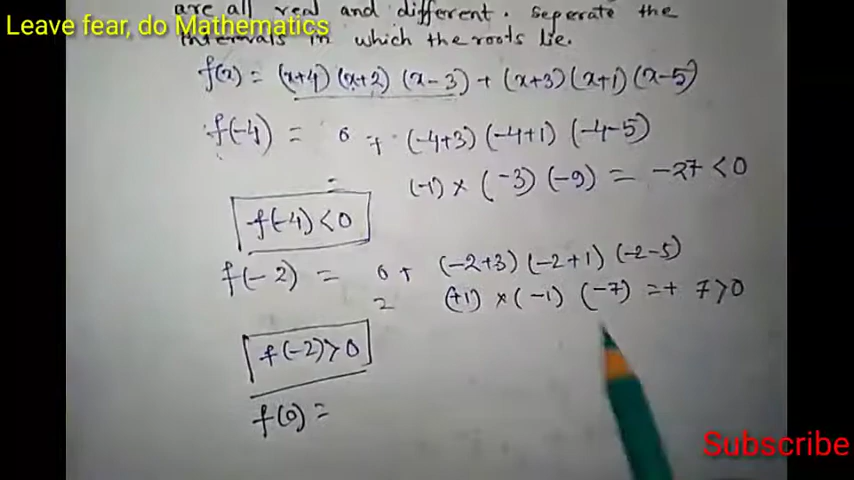 are all real and different. seperate the
Leave fear, do Mathematics
intervals in which the roots lie.
f(x) = (x+4) (x+2) (x-3) + (x+3) (x+1) (x-5)
f(-4) = 0 + (-4+3) (-4+1) (-4-5)
= (-1) × (-3) (-9) = -27 < 0
f(-4) < 0
f(-2) = 0 + (-2+3) (-2+1) (-2-5)
= (+1) × (-1) (-7) = + 7 > 0
f(-2) > 0
f(0) =
Subscribe